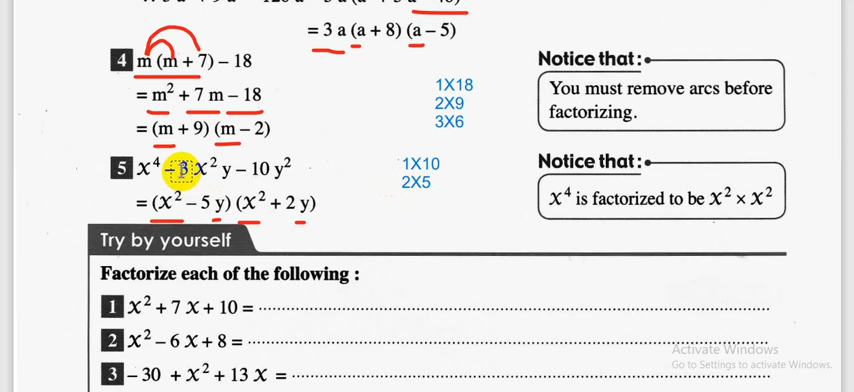 = 3 a (a + 8) (a – 5)
4 m (m + 7) – 18
= m² + 7 m – 18
= (m + 9) (m – 2)
1X18
2X9
3X6
Notice that :
You must remove arcs before
factorizing.
5 x⁴ – 3 x² y – 10 y²
= (x² – 5 y) (x² + 2 y)
1X10
2X5
Notice that :
x⁴ is factorized to be x² × x²
Try by yourself
Factorize each of the following :
1 x² + 7 x + 10 =
2 x² – 6 x + 8 =
3 – 30 + x² + 13 x =
Activate Windows
Go to Settings to activate Windows.